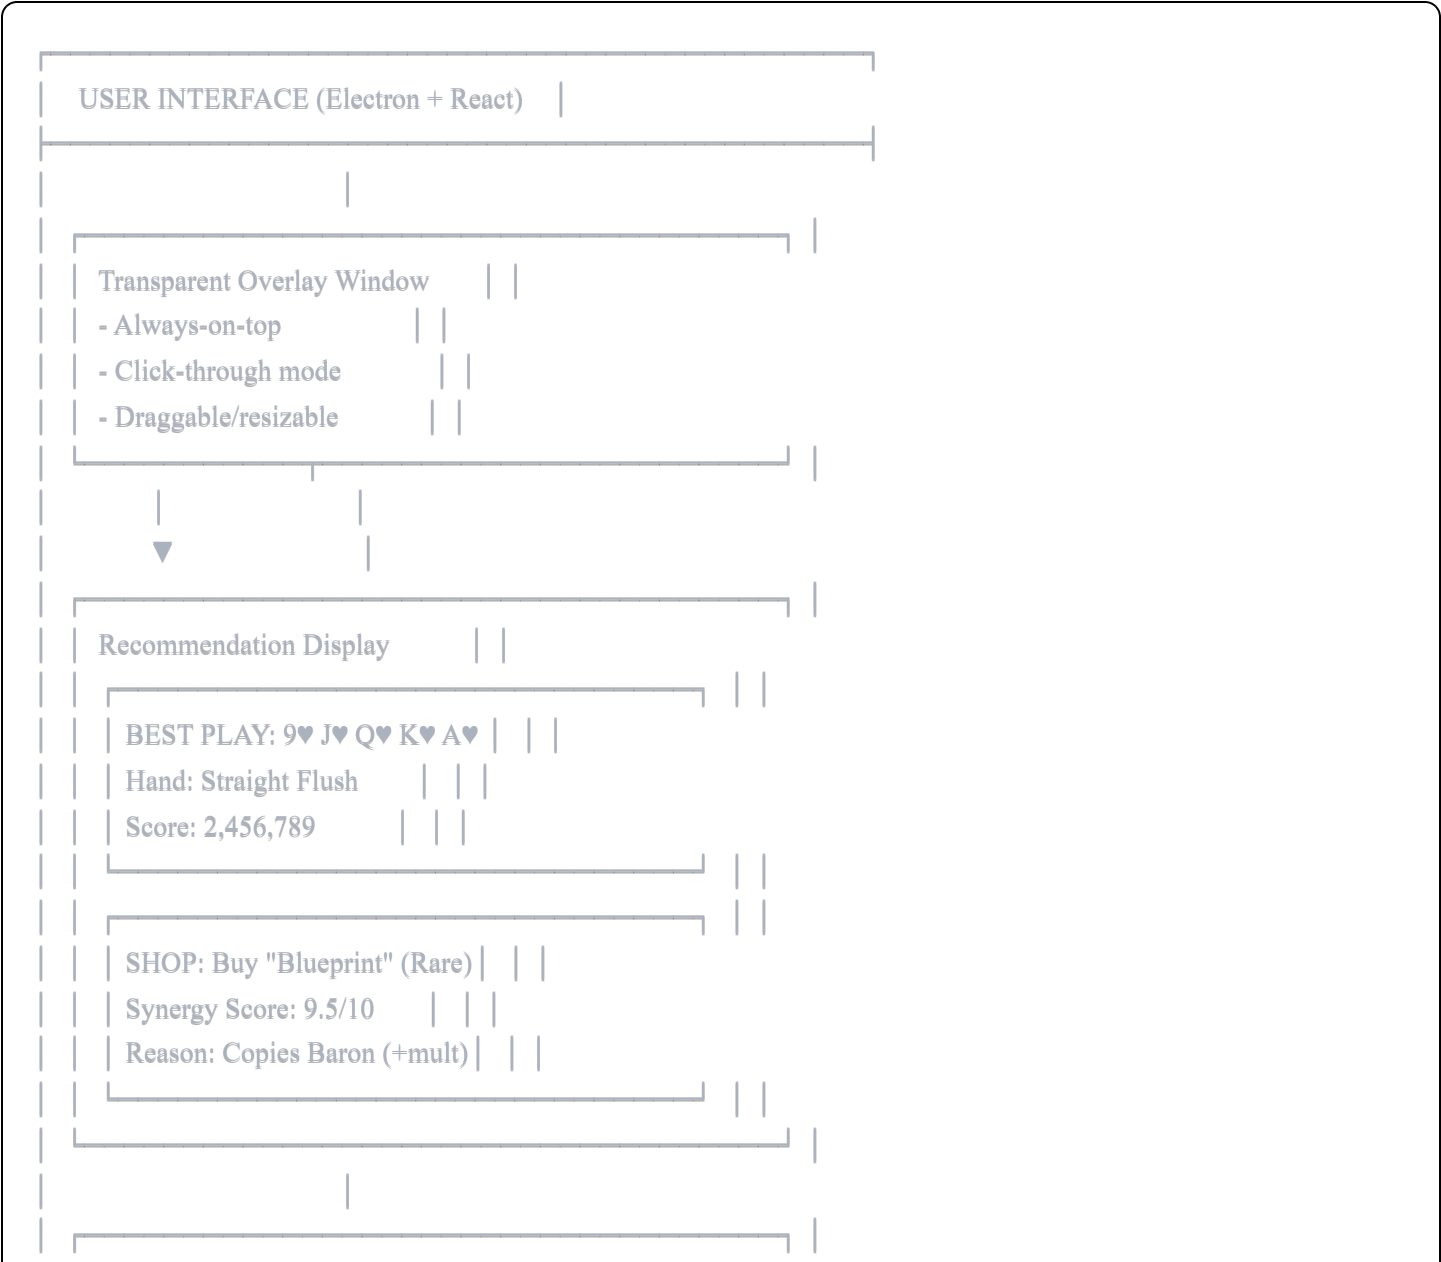 USER INTERFACE (Electron + React)
Transparent Overlay Window
- Always-on-top
- Click-through mode
- Draggable/resizable
▼
Recommendation Display
BEST PLAY: 9♥ J♥ Q♥ K♥ A♥
Hand: Straight Flush
Score: 2,456,789
SHOP: Buy "Blueprint" (Rare)
Synergy Score: 9.5/10
Reason: Copies Baron (+mult)